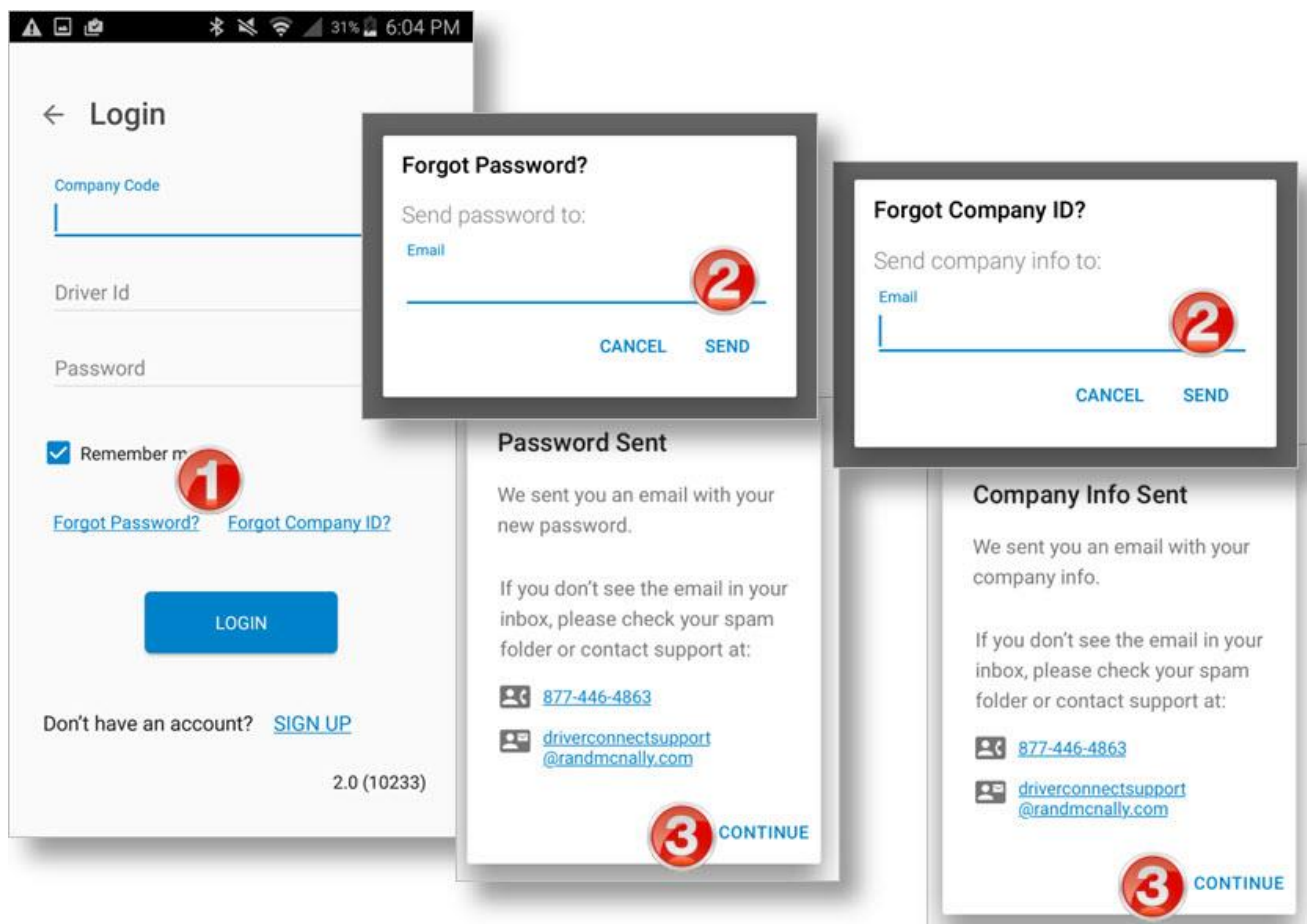 31% 6:04 PM
Login
Company Code
Driver Id
Password
Remember m
1
Forgot Password? Forgot Company ID?
LOGIN
Don't have an account? SIGN UP
2.0 (10233)
Forgot Password?
Send password to:
Email
2
CANCEL SEND
Password Sent
We sent you an email with your
new password.
If you don't see the email in your
inbox, please check your spam
folder or contact support at:
877-446-4863
driverconnectsupport
@randmcnally.com
3 CONTINUE
Forgot Company ID?
Send company info to:
Email
2
CANCEL SEND
Company Info Sent
We sent you an email with your
company info.
If you don't see the email in your
inbox, please check your spam
folder or contact support at:
877-446-4863
driverconnectsupport
@randmcnally.com
3 CONTINUE